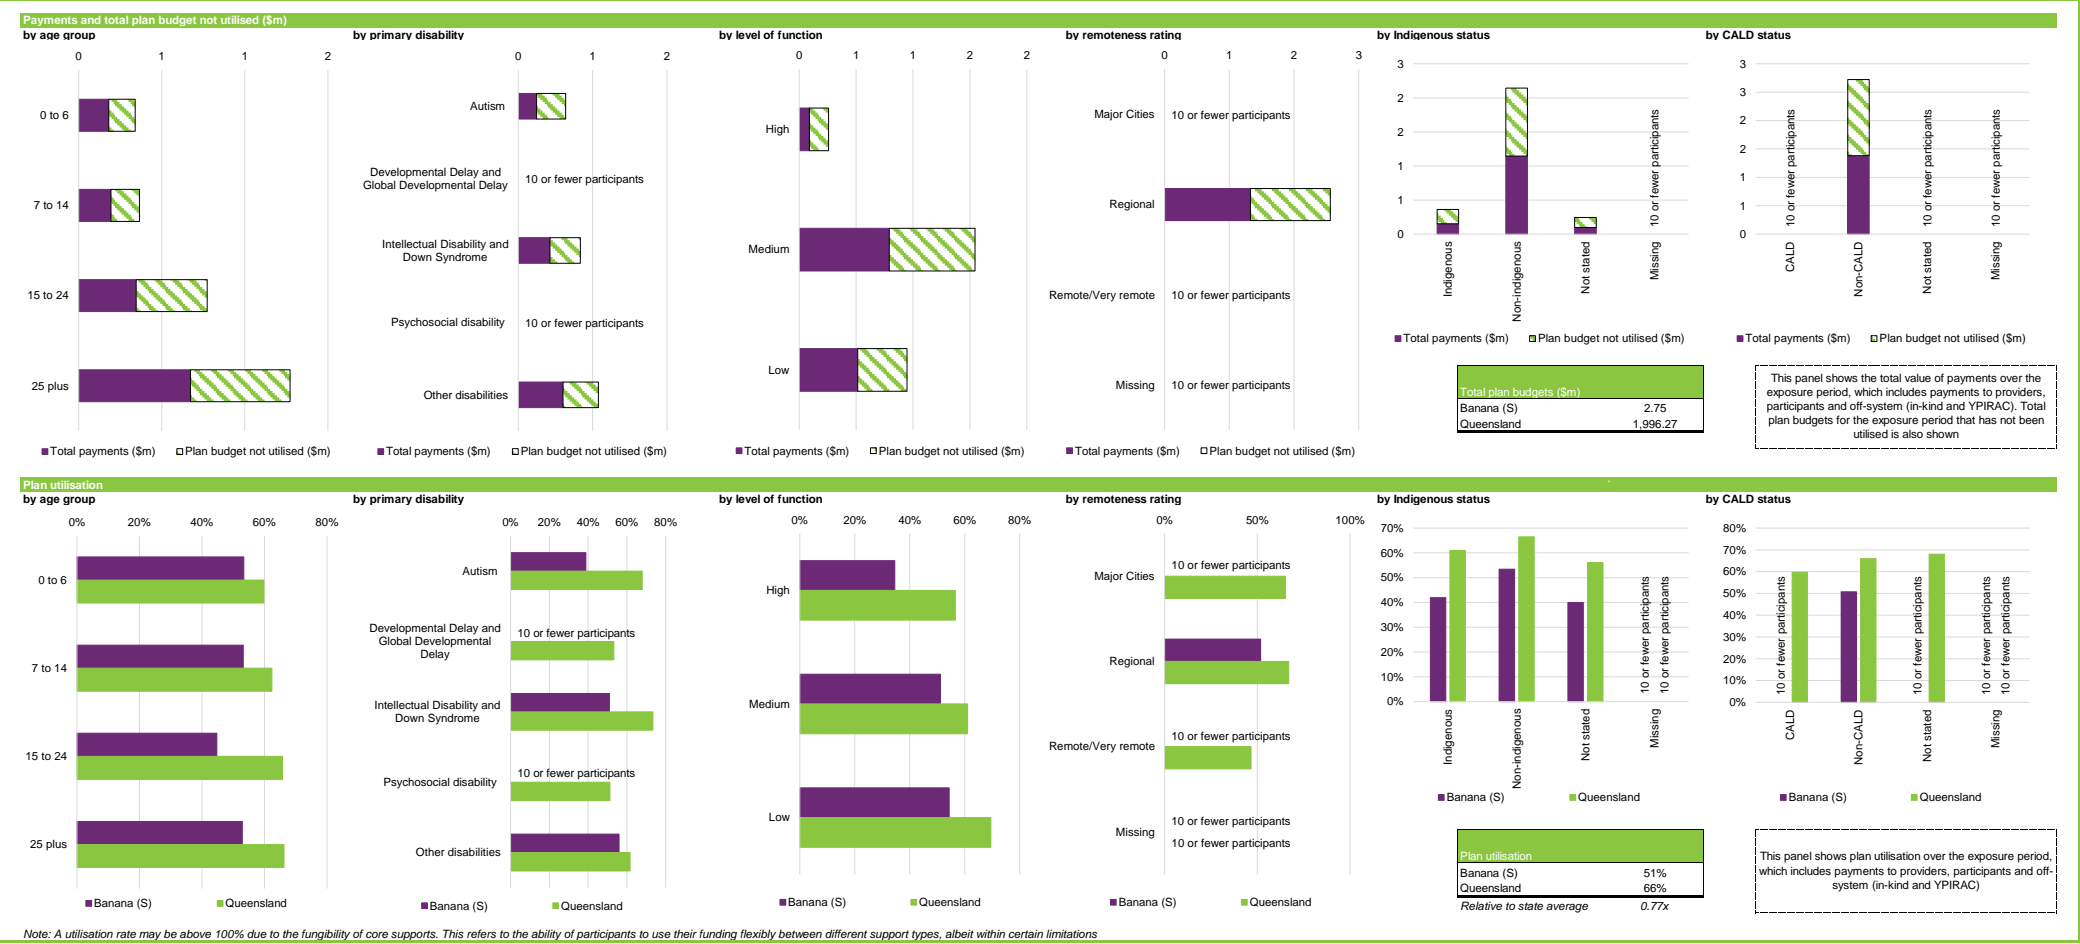 Payments and total plan budget not utilised ($m)
by age group
0
1
1
2
0 to 6
7 to 14
15 to 24
25 plus
Total payments ($m)
Plan budget not utilised ($m)
by primary disability
0
1
2
Autism
Developmental Delay and
Global Developmental Delay
10 or fewer participants
Intellectual Disability and
Down Syndrome
Psychosocial disability
10 or fewer participants
Other disabilities
Total payments ($m)
Plan budget not utilised ($m)
by level of function
0
1
1
2
2
High
Medium
Low
Total payments ($m)
Plan budget not utilised ($m)
by remoteness rating
0
1
2
3
Major Cities
10 or fewer participants
Regional
Remote/Very remote
10 or fewer participants
Missing
10 or fewer participants
Total payments ($m)
Plan budget not utilised ($m)
by Indigenous status
3
2
2
1
1
0
10 or fewer participants
Indigenous
Non-indigenous
Not stated
Missing
Total payments ($m)
Plan budget not utilised ($m)
by CALD status
3
3
2
2
1
1
0
10 or fewer participants
10 or fewer participants
10 or fewer participants
CALD
Non-CALD
Not stated
Missing
Total payments ($m)
Plan budget not utilised ($m)
Total plan budgets ($m)
Banana (S) 2.75
Queensland 1,996.27
This panel shows the total value of payments over the
exposure period, which includes payments to providers,
participants and off-system (in-kind and YPIRAC). Total
plan budgets for the exposure period that has not been
utilised is also shown
Plan utilisation
by age group
0%
20%
40%
60%
80%
0 to 6
7 to 14
15 to 24
25 plus
Banana (S)
Queensland
by primary disability
0%
20%
40%
60%
80%
Autism
Developmental Delay and
Global Developmental
Delay
10 or fewer participants
Intellectual Disability and
Down Syndrome
Psychosocial disability
10 or fewer participants
Other disabilities
Banana (S)
Queensland
by level of function
0%
20%
40%
60%
80%
High
Medium
Low
Banana (S)
Queensland
by remoteness rating
0%
50%
100%
Major Cities
10 or fewer participants
Regional
Remote/Very remote
10 or fewer participants
Missing
10 or fewer participants
10 or fewer participants
Banana (S)
Queensland
by Indigenous status
70%
60%
50%
40%
30%
20%
10%
0%
10 or fewer participants
10 or fewer participants
Indigenous
Non-indigenous
Not stated
Missing
Banana (S)
Queensland
by CALD status
80%
70%
60%
50%
40%
30%
20%
10%
0%
10 or fewer participants
10 or fewer participants
10 or fewer participants
10 or fewer participants
CALD
Non-CALD
Not stated
Missing
Banana (S)
Queensland
Plan utilisation
Banana (S) 51%
Queensland 66%
Relative to state average 0.77x
This panel shows plan utilisation over the exposure period,
which includes payments to providers, participants and off-
system (in-kind and YPIRAC)
Note: A utilisation rate may be above 100% due to the fungibility of core supports. This refers to the ability of participants to use their funding flexibly between different support types, albeit within certain limitations